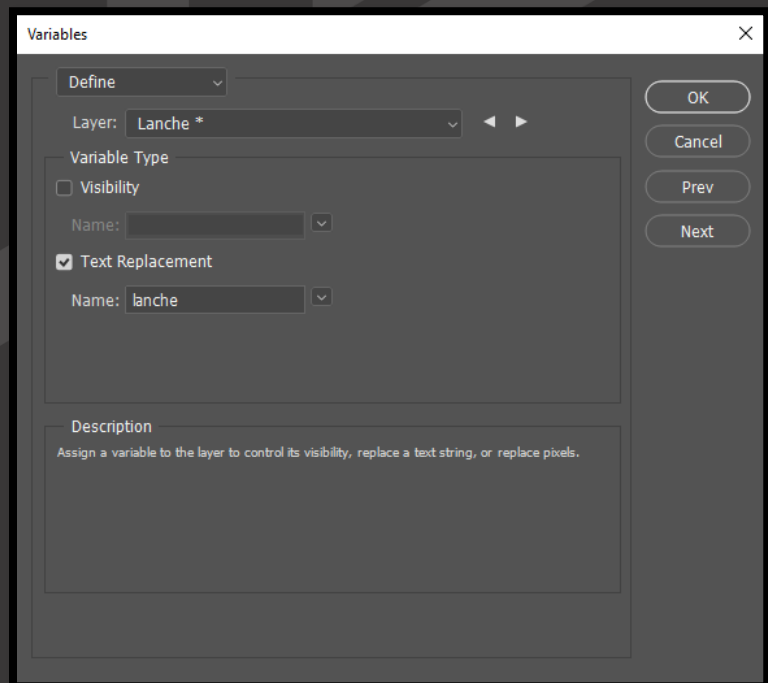 Variables
Define
Layer: Lanche *
Variable Type
Visibility
Name:
Text Replacement
Name: lanche
Description
Assign a variable to the layer to control its visibility, replace a text string, or replace pixels.
OK
Cancel
Prev
Next